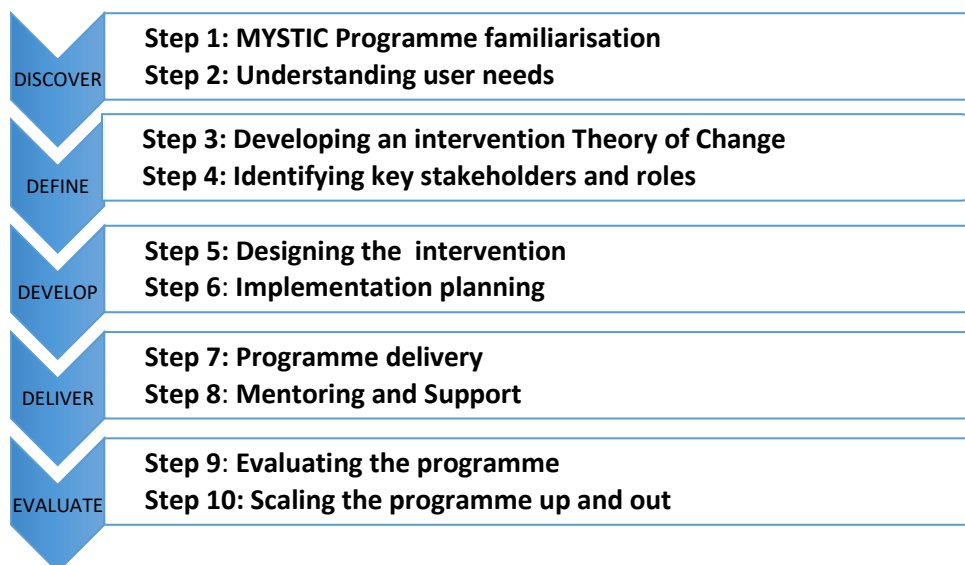 Step 1: MYSTIC Programme familiarisation
DISCOVER
Step 2: Understanding user needs
Step 3: Developing an intervention Theory of Change
DEFINE
Step 4: Identifying key stakeholders and roles
Step 5: Designing the  intervention
DEVELOP
Step 6: Implementation planning
Step 7: Programme delivery
DELIVER
Step 8: Mentoring and Support
Step 9: Evaluating the programme
EVALUATE
Step 10: Scaling the programme up and out